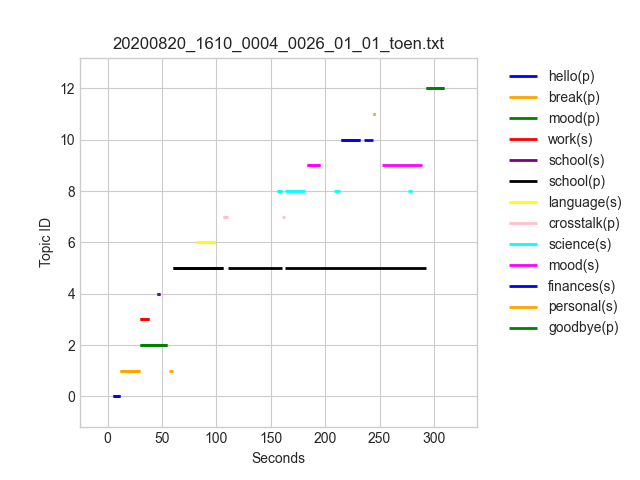 20200820_1610_0004_0026_01_01_toen.txt
12
10
8
6
4
2
0
Topic ID
0 50 100 150 200 250 300
Seconds
hello(p)
break(p)
mood(p)
work(s)
school(s)
school(p)
language(s)
crosstalk(p)
science(s)
mood(s)
finances(s)
personal(s)
goodbye(p)